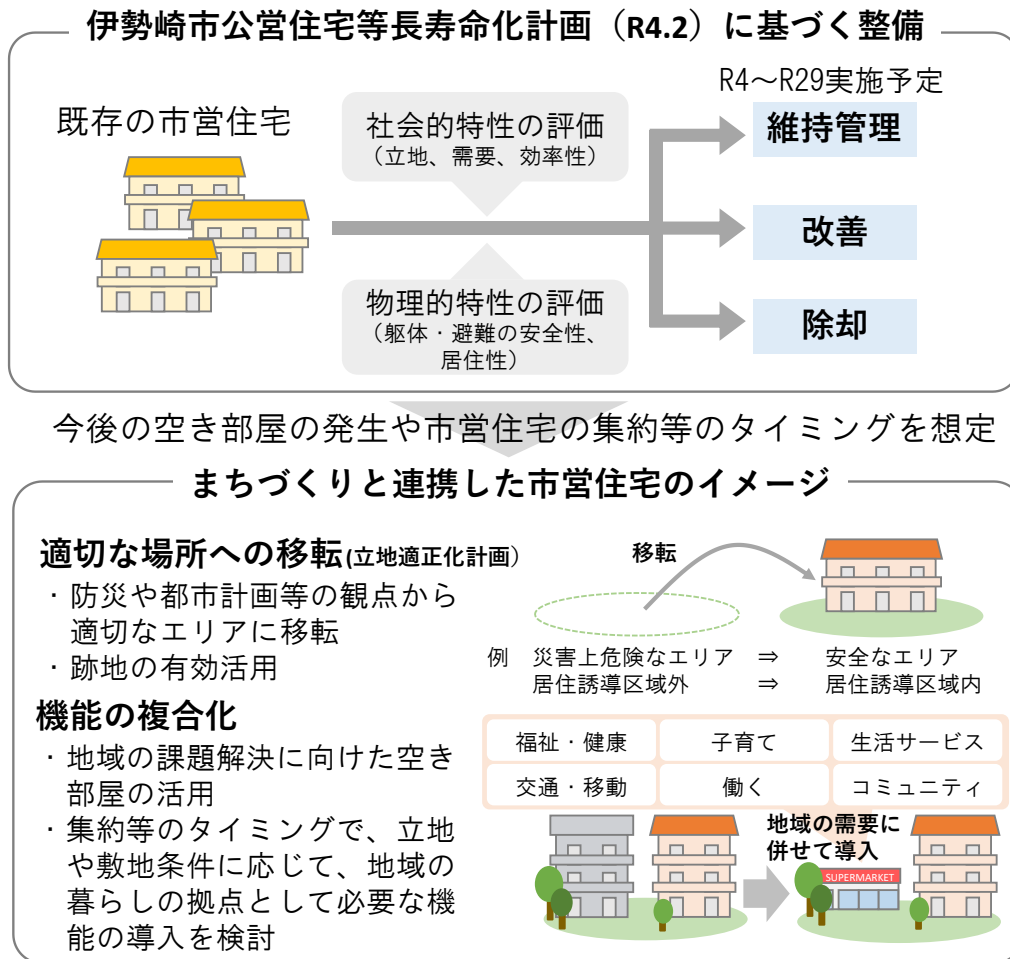 伊勢崎市公営住宅等長寿命化計画（R4.2）に基づく整備
R4～R29実施予定
既存の市営住宅
社会的特性の評価
（立地、需要、効率性）
維持管理
改善
物理的特性の評価
（躯体・避難の安全性、
居住性）
除却
今後の空き部屋の発生や市営住宅の集約等のタイミングを想定
まちづくりと連携した市営住宅のイメージ
適切な場所への移転(立地適正化計画）
・防災や都市計画等の観点から
適切なエリアに移転
・跡地の有効活用
移転
例　災害上危険なエリア　⇒　安全なエリア
居住誘導区域外　⇒　居住誘導区域内
機能の複合化
・地域の課題解決に向けた空き
部屋の活用
・集約等のタイミングで、立地
や敷地条件に応じて、地域の
暮らしの拠点として必要な機
能の導入を検討
福祉・健康　子育て　生活サービス
交通・移動　働く　コミュニティ
地域の需要に
併せて導入
SUPERMARKET